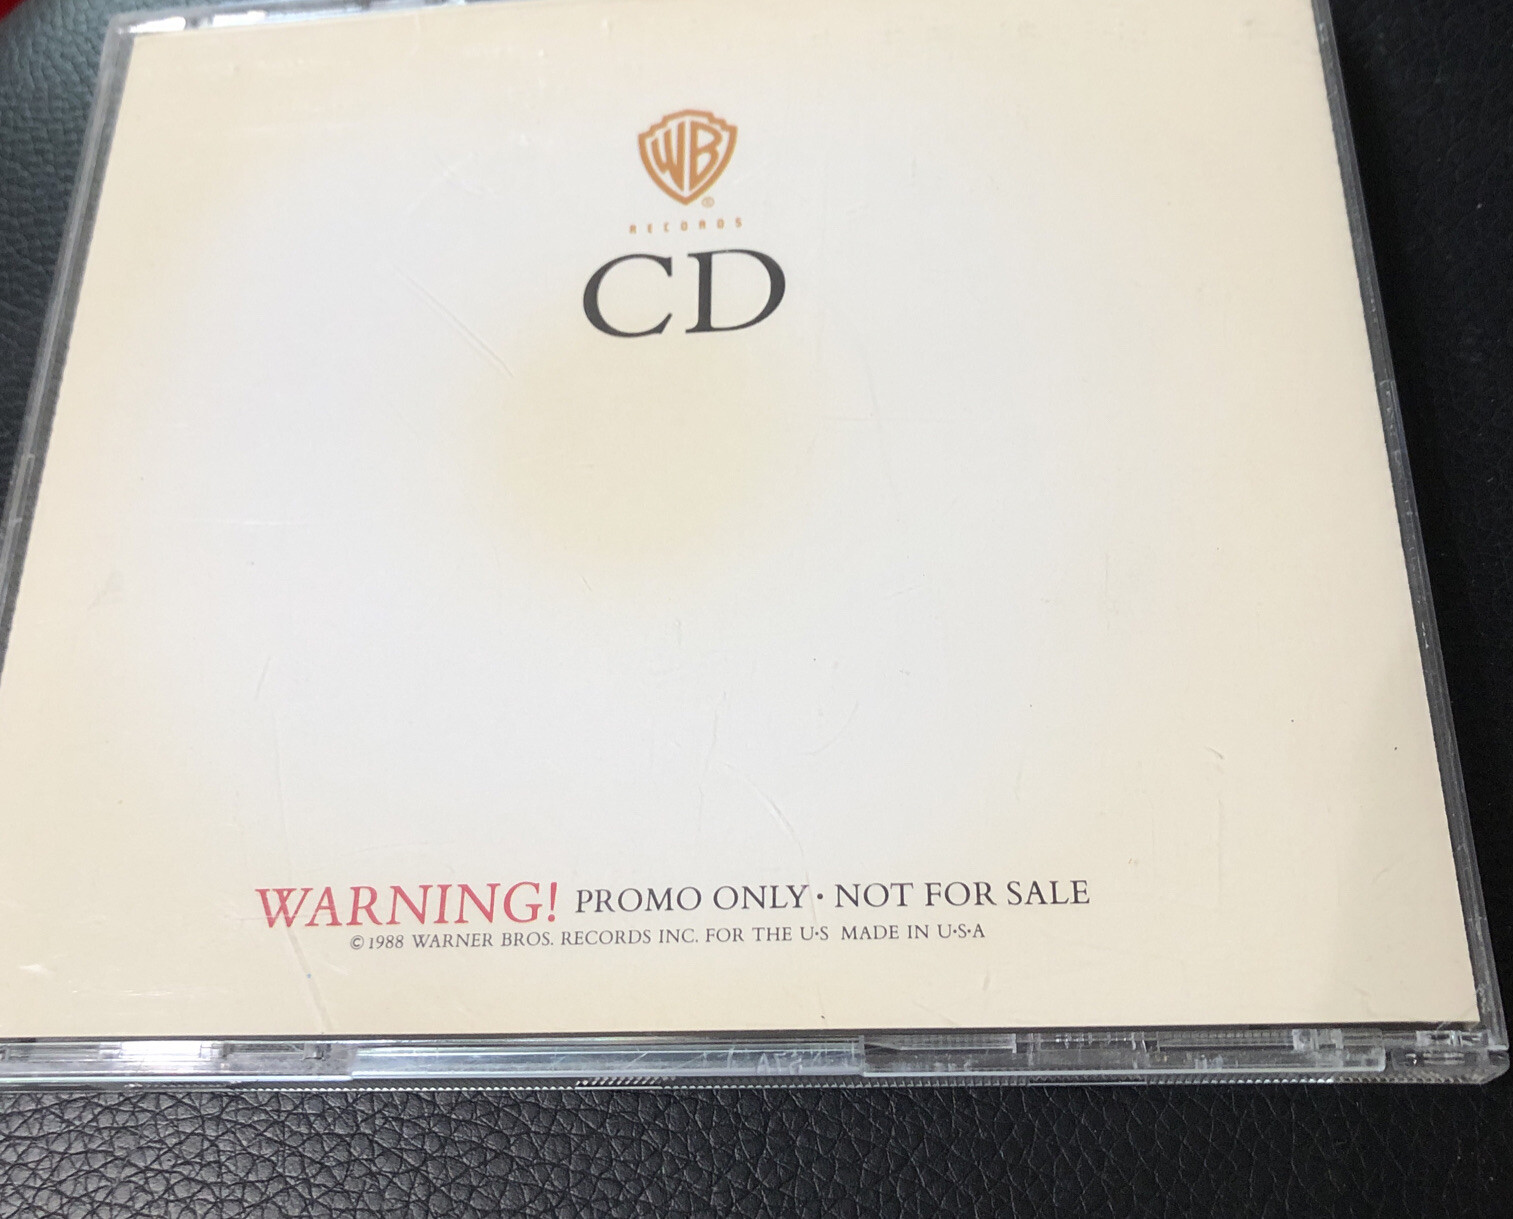 WB
®
RECORDS
CD
WARNING! PROMO ONLY · NOT FOR SALE
© 1988 WARNER BROS. RECORDS INC. FOR THE U·S MADE IN U·S·A